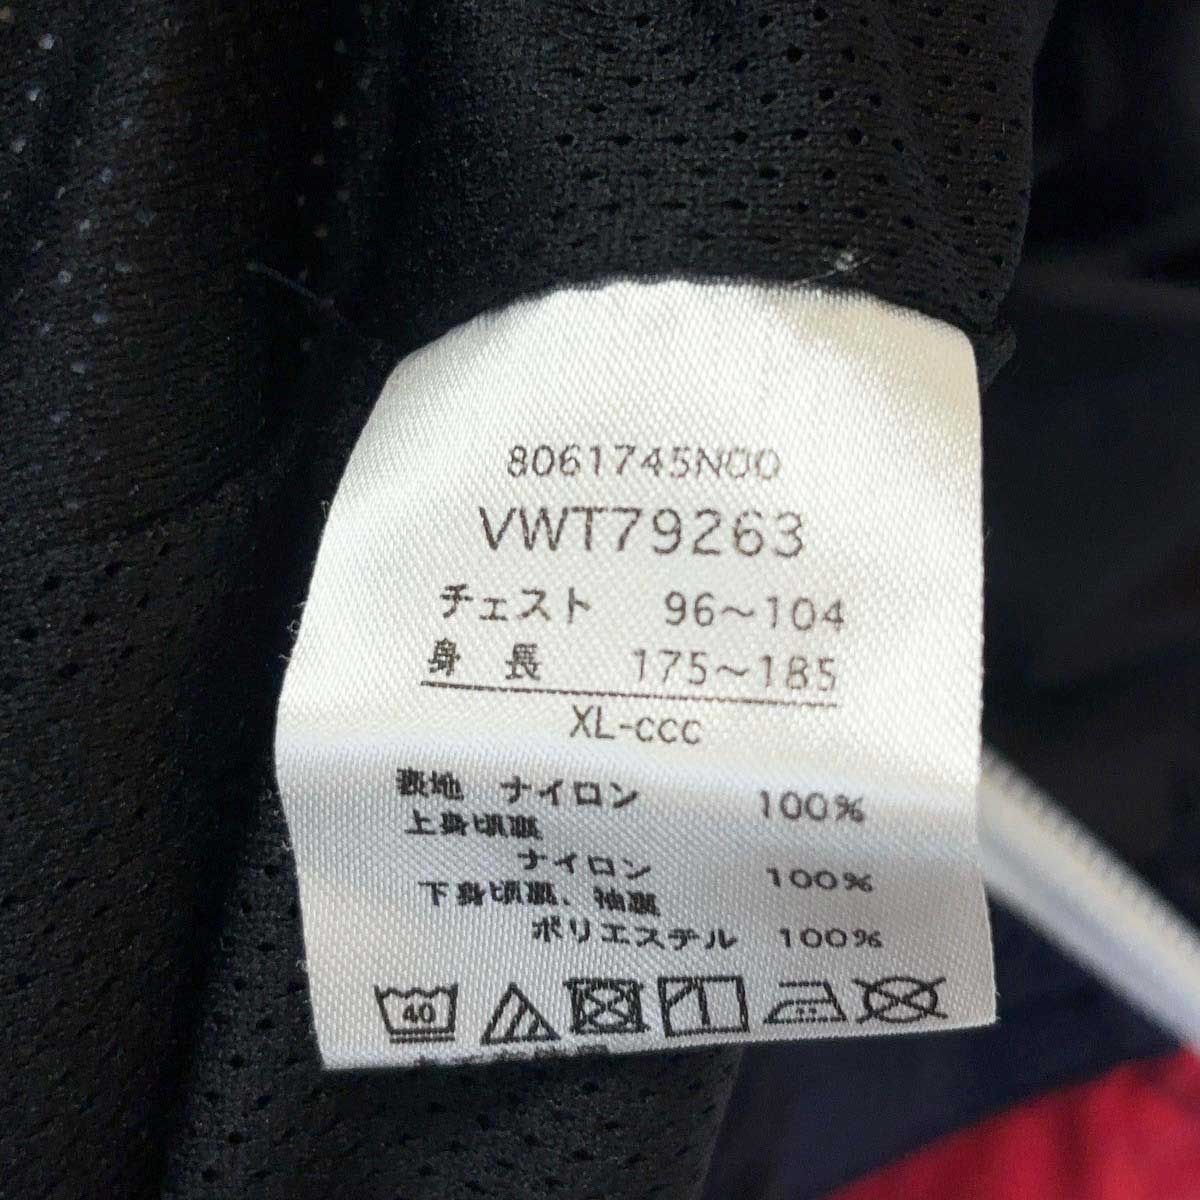 8061745N00
VWT79263
チェスト 96～104
身 長 175～185
XL-ccc
表地 ナイロン 100%
上身頃裏
ナイロン 100%
下身頃裏、袖裏
ポリエステル 100%
40